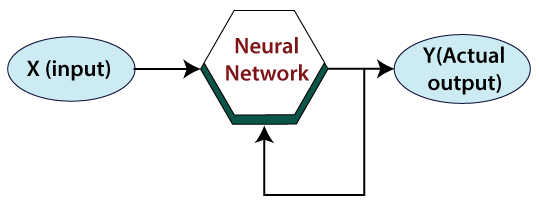 X (input)
Neural
Network
Y(Actual
output)